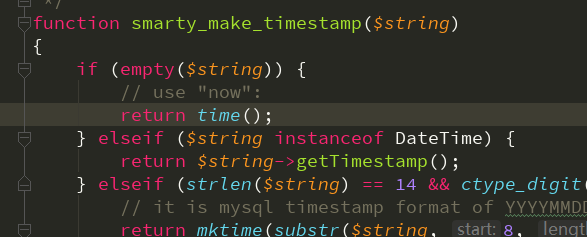 */
function smarty_make_timestamp($string)
{
if (empty($string)) {
// use "now":
return time();
} elseif ($string instanceof DateTime) {
return $string->getTimestamp();
} elseif (strlen($string) == 14 && ctype_digit(
// it is mysql timestamp format of YYYYMMDD
return mktime(substr($string, start: 8, length